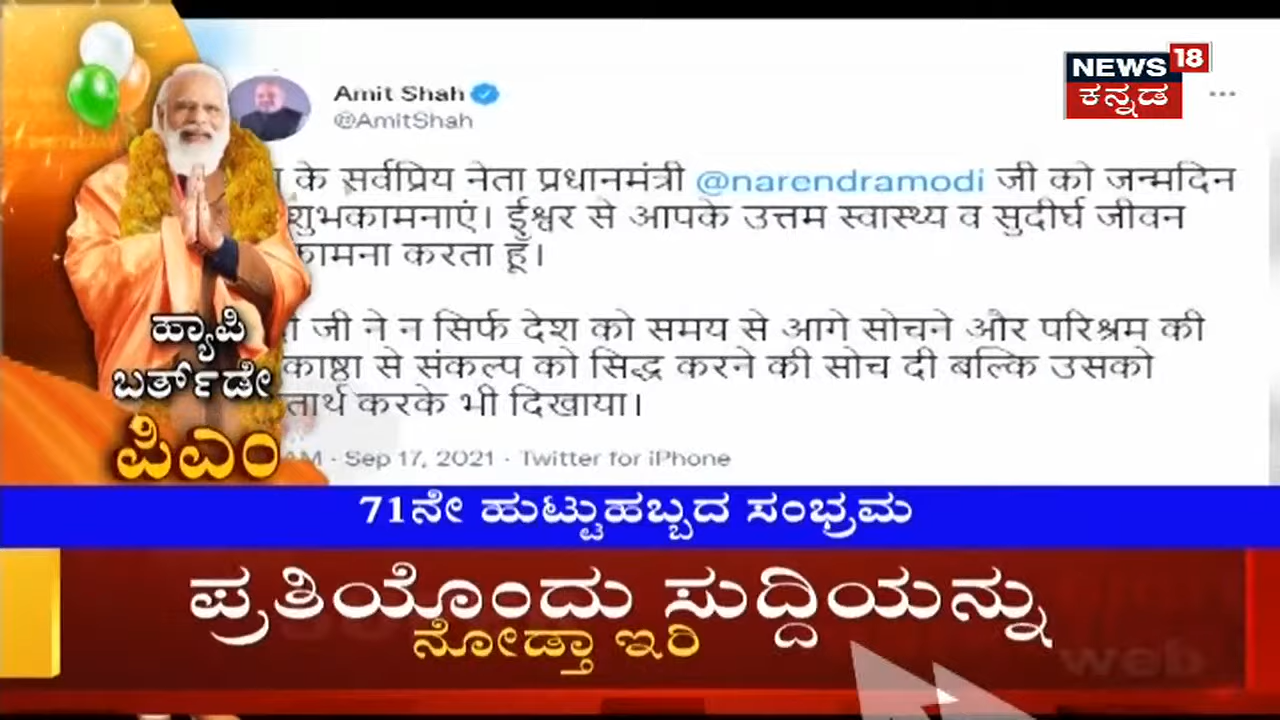 NEWS 18
ಕನ್ನಡ
Amit Shah
@AmitShah
के सर्वप्रिय नेता प्रधानमंत्री @narendramodi जी को जन्मदिन
शुभकामनाएं। ईश्वर से आपके उत्तम स्वास्थ्य व सुदीर्घ जीवन
करता हूँ।
जी ने न सिर्फ देश को समय से आगे सोचने और परिश्रम की
से संकल्प को सिद्ध करने की सोच दी बल्कि उसको
करके भी दिखाया।
· Sep 17, 2021 · Twitter for iPhone
ಹ್ಯಾಪಿ
ಬರ್ತ್‌ಡೇ
ಪಿಎಂ
71ನೇ ಹುಟ್ಟುಹಬ್ಬದ ಸಂಭ್ರಮ
ಪ್ರತಿಯೊಂದು ಸುದ್ದಿಯನ್ನು
ನೋಡ್ತಾ ಇರಿ
web